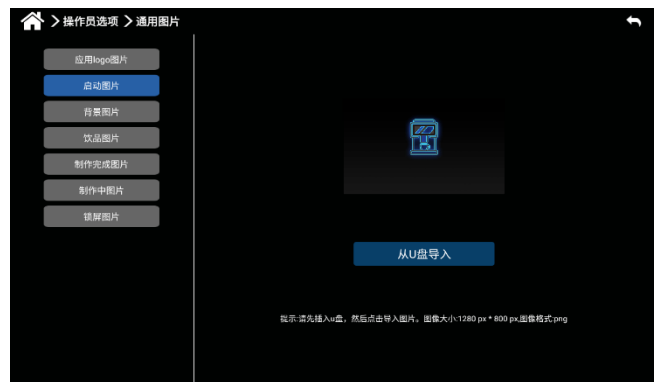 操作员选项 通用图片
应用logo图片
启动图片
背景图片
饮品图片
制作完成图片
制作中图片
锁屏图片
从U盘导入
提示:请先插入u盘，然后点击导入图片。图像大小:1280 px * 800 px,图像格式:png